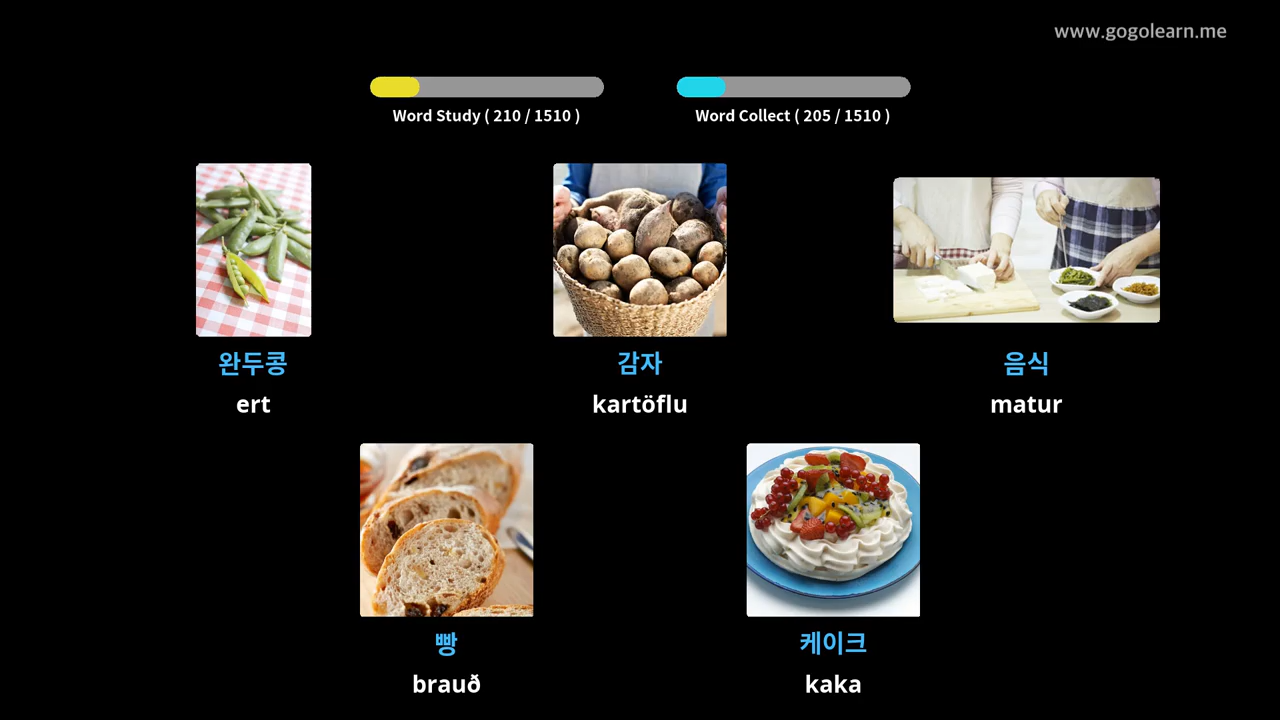 www.gogolearn.me
Word Study ( 210 / 1510 )
Word Collect ( 205 / 1510 )
완두콩
ert
감자
kartöflu
음식
matur
빵
brauð
케이크
kaka